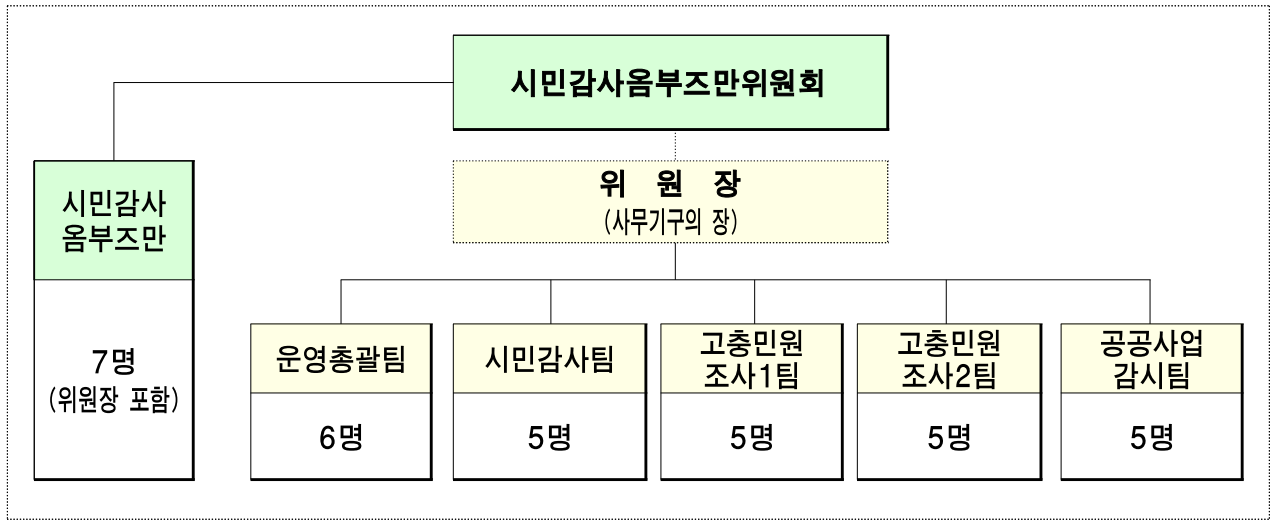 시민감사옴부즈만위원회
위 원 장
(사무기구의 장)
시민감사
옴부즈만
7명
(위원장 포함)
운영총괄팀
6명
시민감사팀
5명
고충민원
조사1팀
5명
고충민원
조사2팀
5명
공공사업
감시팀
5명